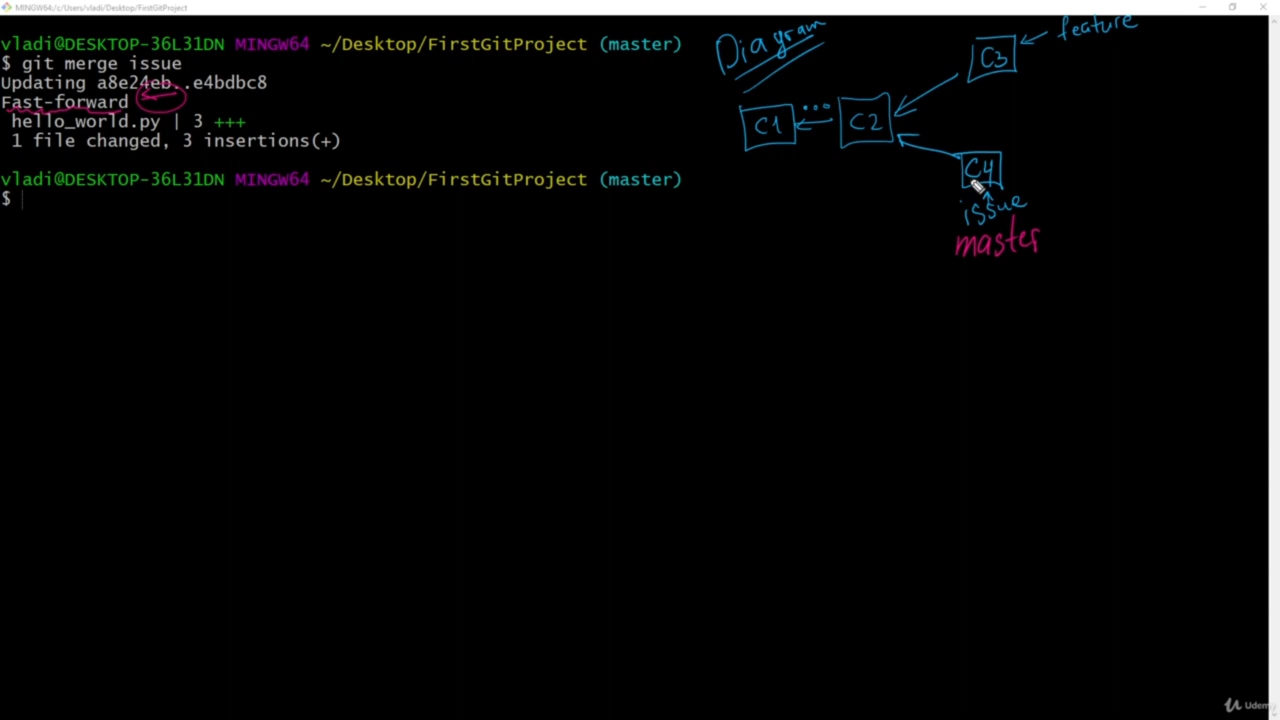 MINGW64:/c/Users/vladi/Desktop/FirstGitProject
vladi@DESKTOP-36L31DN MINGW64 ~/Desktop/FirstGitProject (master)
$ git merge issue
Updating a8e24eb..e4bdbc8
Fast-forward
hello_world.py | 3 +++
1 file changed, 3 insertions(+)
vladi@DESKTOP-36L31DN MINGW64 ~/Desktop/FirstGitProject (master)
$
Diagram
feature
C3
C1 ... C2
C4
issue
master
Udemy